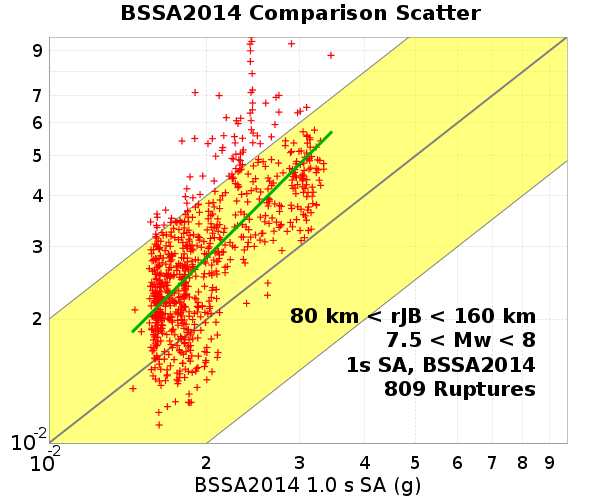 BSSA2014 Comparison Scatter
9
7
6
5
4
3
2
10-2
80 km < rJB < 160 km
7.5 < Mw < 8
1s SA, BSSA2014
809 Ruptures
10-2 2 3 4 5 6 7 8 9
BSSA2014 1.0 s SA (g)